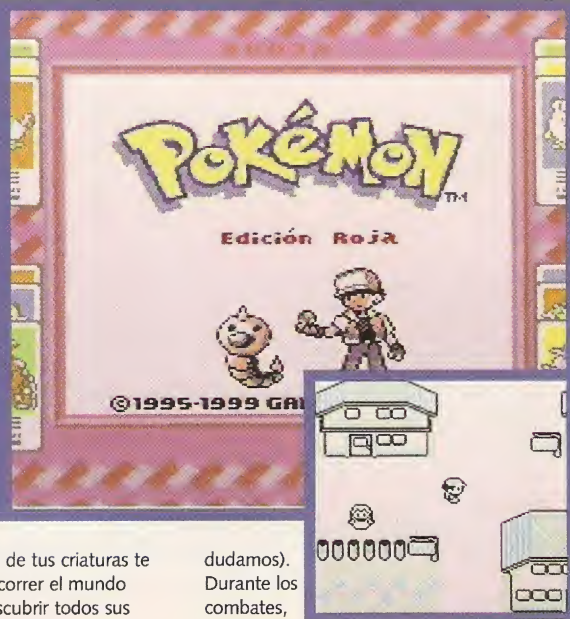 POKéMON
TM
Edición Roja
©1995-1999 GA
de tus criaturas te
correr el mundo
scubrir todos sus
dudamos).
Durante los
combates,